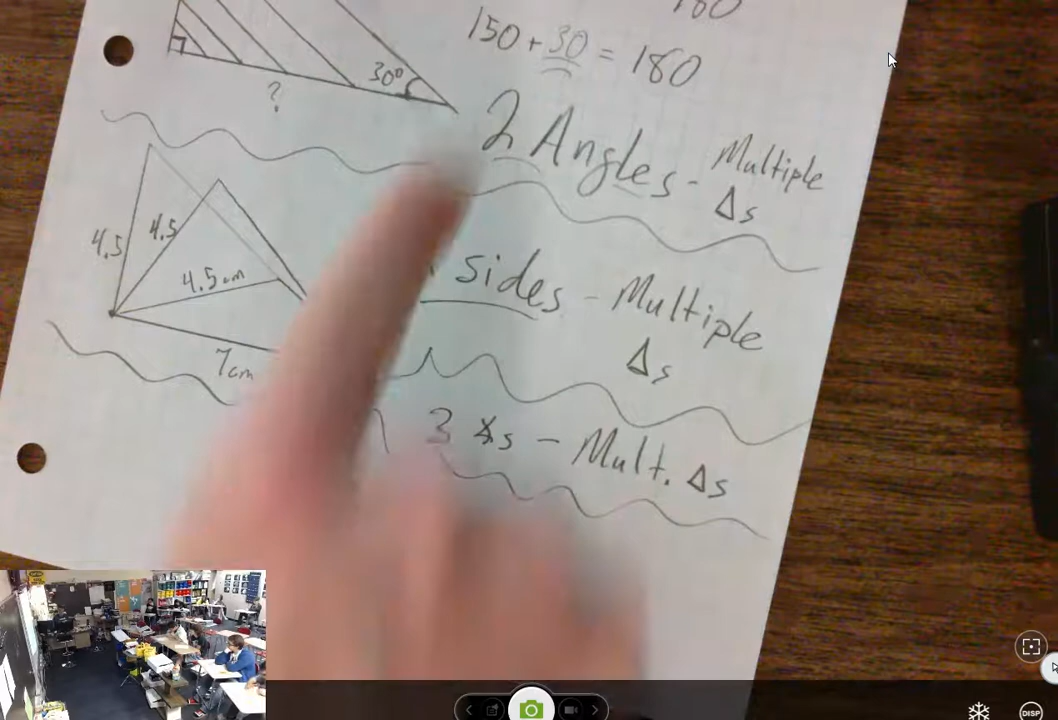 180
150 + 30 = 180
30°
?
2 Angles - Multiple Δs
4.5
4.5
4.5cm
7cm
sides - Multiple Δs
3 ∡s - Mult. Δs
DISP